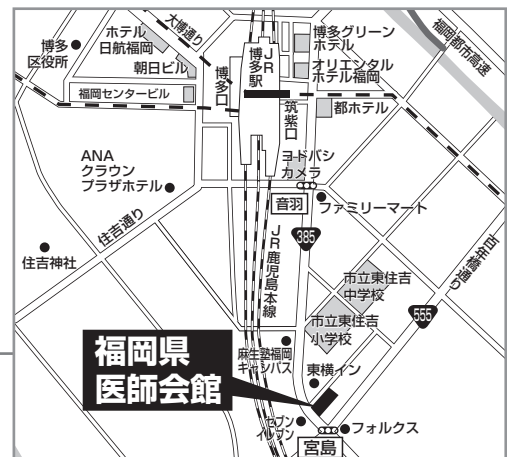 ホテル
日航福岡
大博通り
博多
区役所
朝日ビル
福岡センタービル
博多口
JR
博多駅
博多グリーン
ホテル
オリエンタル
ホテル福岡
福岡都市高速
都ホテル
筑紫口
ヨドバシ
カメラ
ANA
クラウン
プラザホテル
音羽
ファミリーマート
住吉通り
住吉神社
JR鹿児島本線
385
百年橋通り
市立東住吉
中学校
555
市立東住吉
小学校
福岡県
医師会館
麻生塾福岡
キャンパス
東横イン
セブン
イレブン
フォルクス
宮島